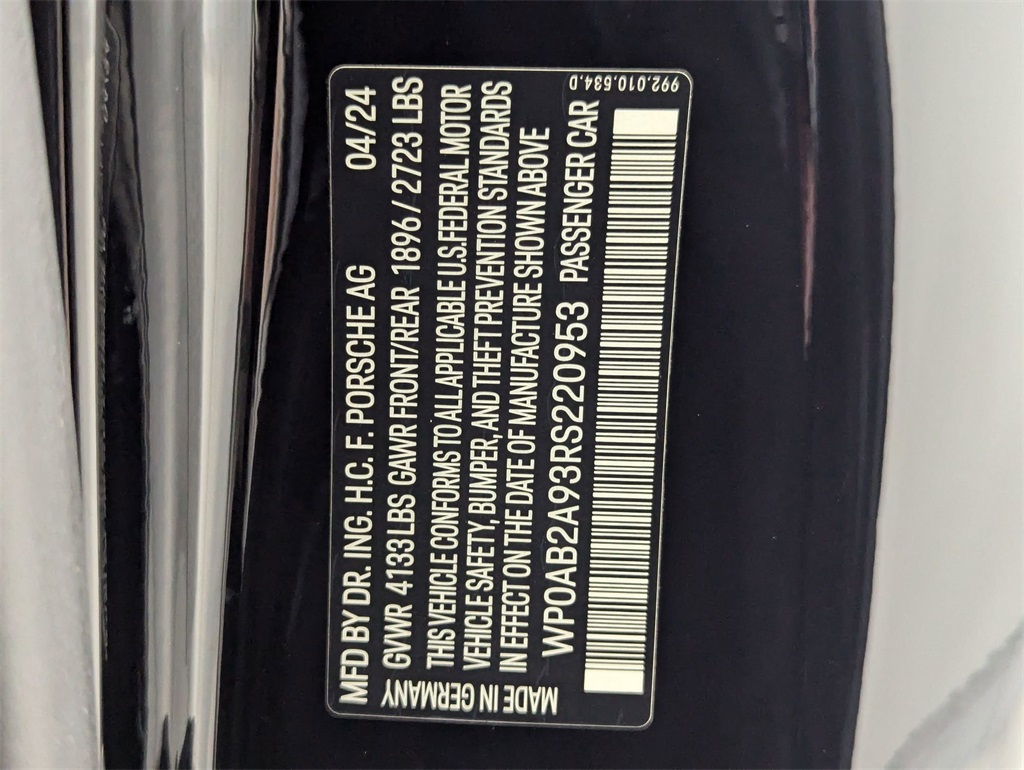 MFD BY DR. ING. H.C. F. PORSCHE AG 04/24
GVWR 4133 LBS GAWR FRONT/REAR 1896 / 2723 LBS
THIS VEHICLE CONFORMS TO ALL APPLICABLE U.S. FEDERAL MOTOR
VEHICLE SAFETY, BUMPER, AND THEFT PREVENTION STANDARDS
IN EFFECT ON THE DATE OF MANUFACTURE SHOWN ABOVE
WP0AB2A93RS220953 PASSENGER CAR
MADE IN GERMANY
992.010.534.D